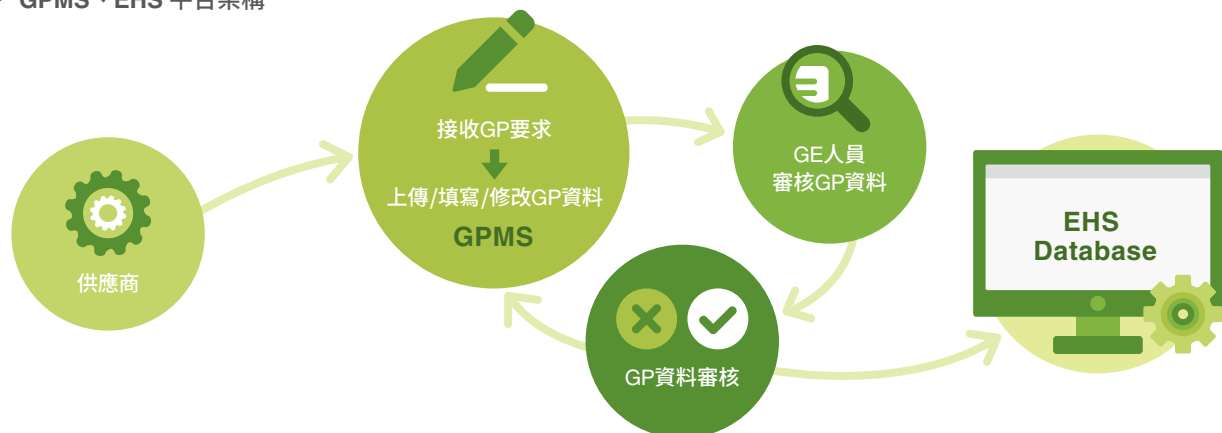 GPMS、EHS 平台架構
供應商
接收GP要求
上傳/填寫/修改GP資料
GPMS
GE人員
審核GP資料
GP資料審核
EHS
Database